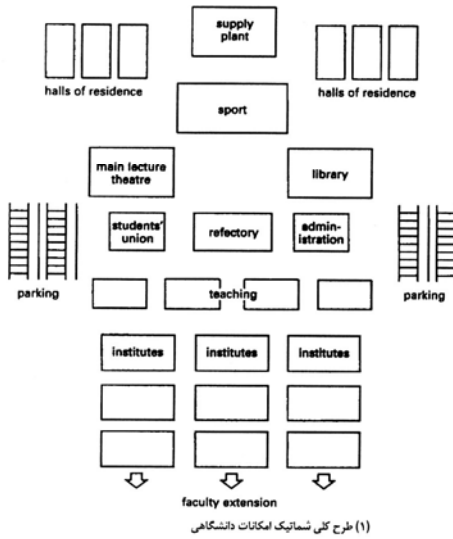 supply
plant
halls of residence
halls of residence
sport
main lecture
theatre
library
students'
union
refectory
admin-
istration
parking
teaching
parking
institutes
institutes
institutes
faculty extension
(۱) طرح کلی شماتیک امکانات دانشگاهی